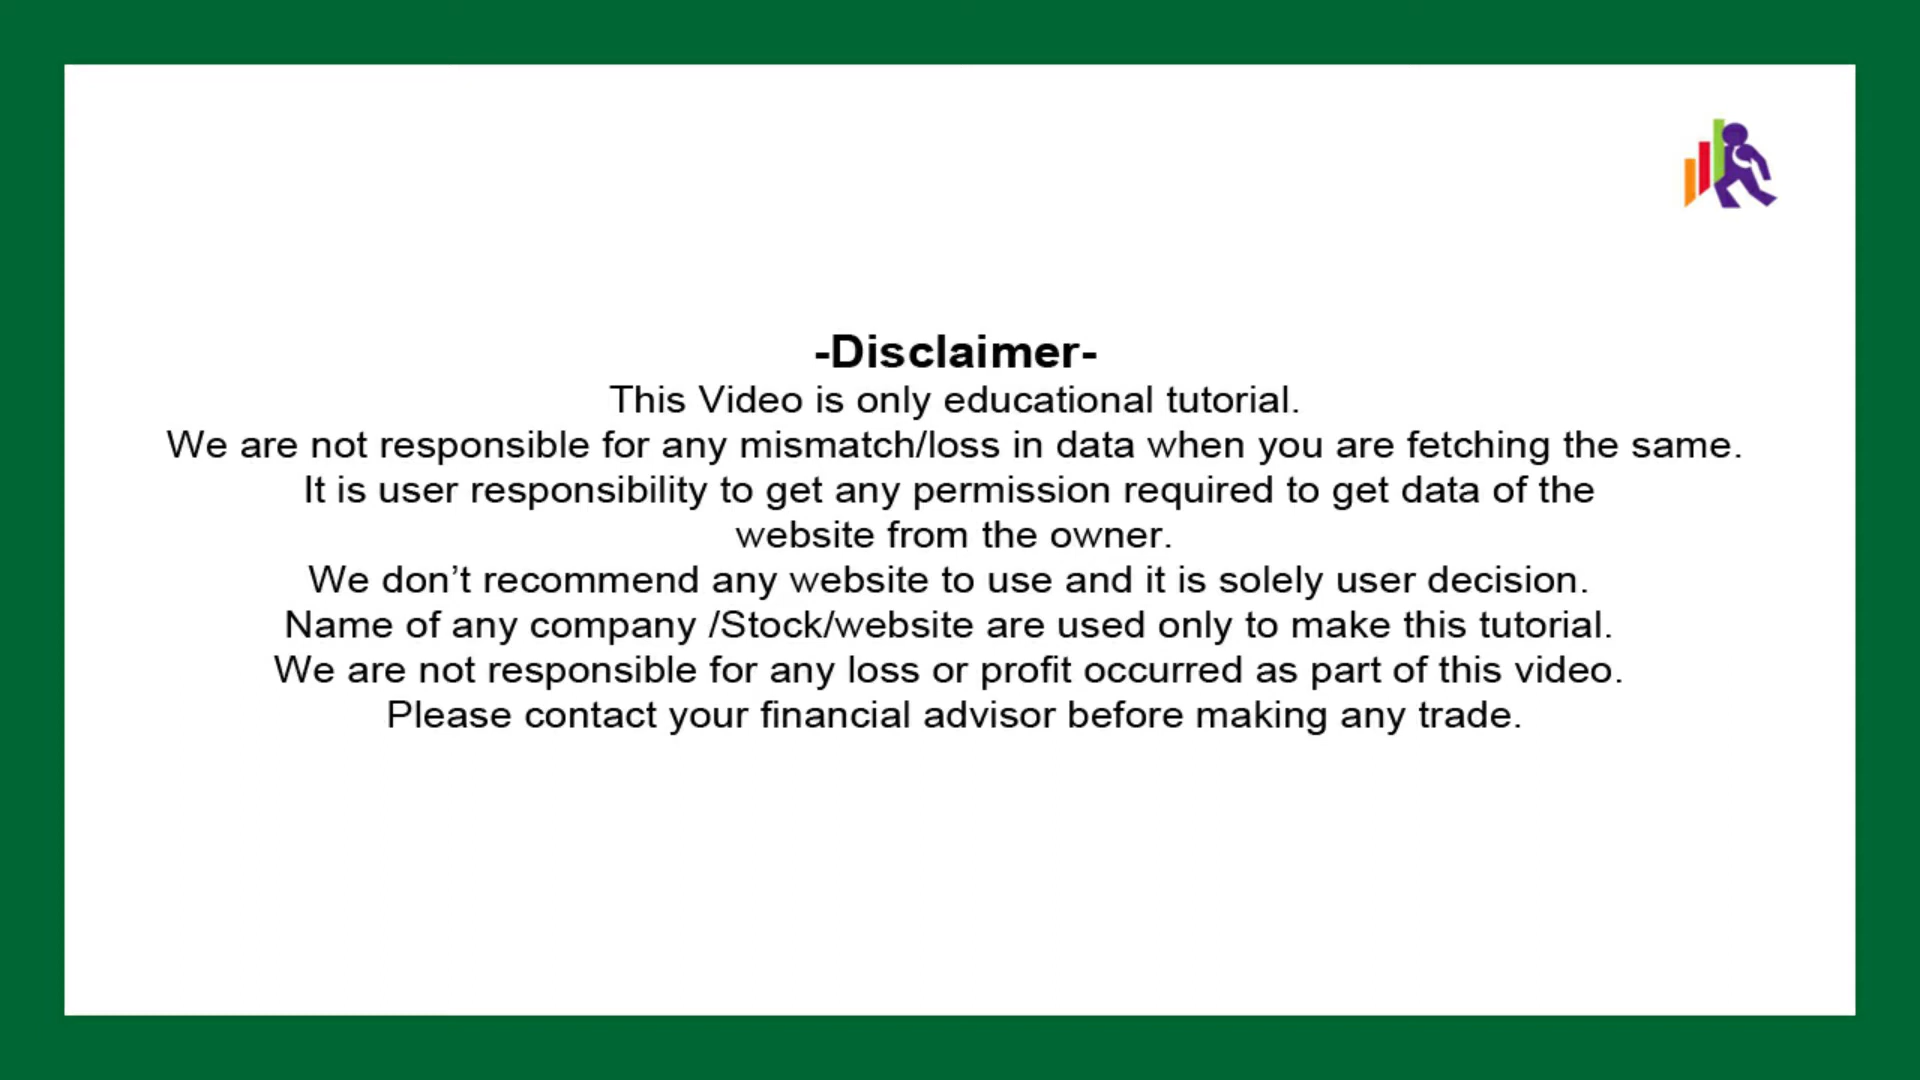 -Disclaimer-
This Video is only educational tutorial.
We are not responsible for any mismatch/loss in data when you are fetching the same.
It is user responsibility to get any permission required to get data of the
website from the owner.
We don’t recommend any website to use and it is solely user decision.
Name of any company /Stock/website are used only to make this tutorial.
We are not responsible for any loss or profit occurred as part of this video.
Please contact your financial advisor before making any trade.